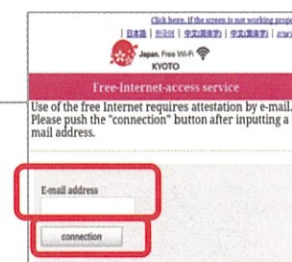 Click here, if the screen is not working prope
| 日本語 | 한국어 | 中文(简体字) | 中文(繁體字) |
Japan. Free Wi-Fi
KYOTO
Free-Internet-access service
Use of the free Internet requires attestation by e-mail.
Please push the "connection" button after inputting a
mail address.
E-mail address
connection